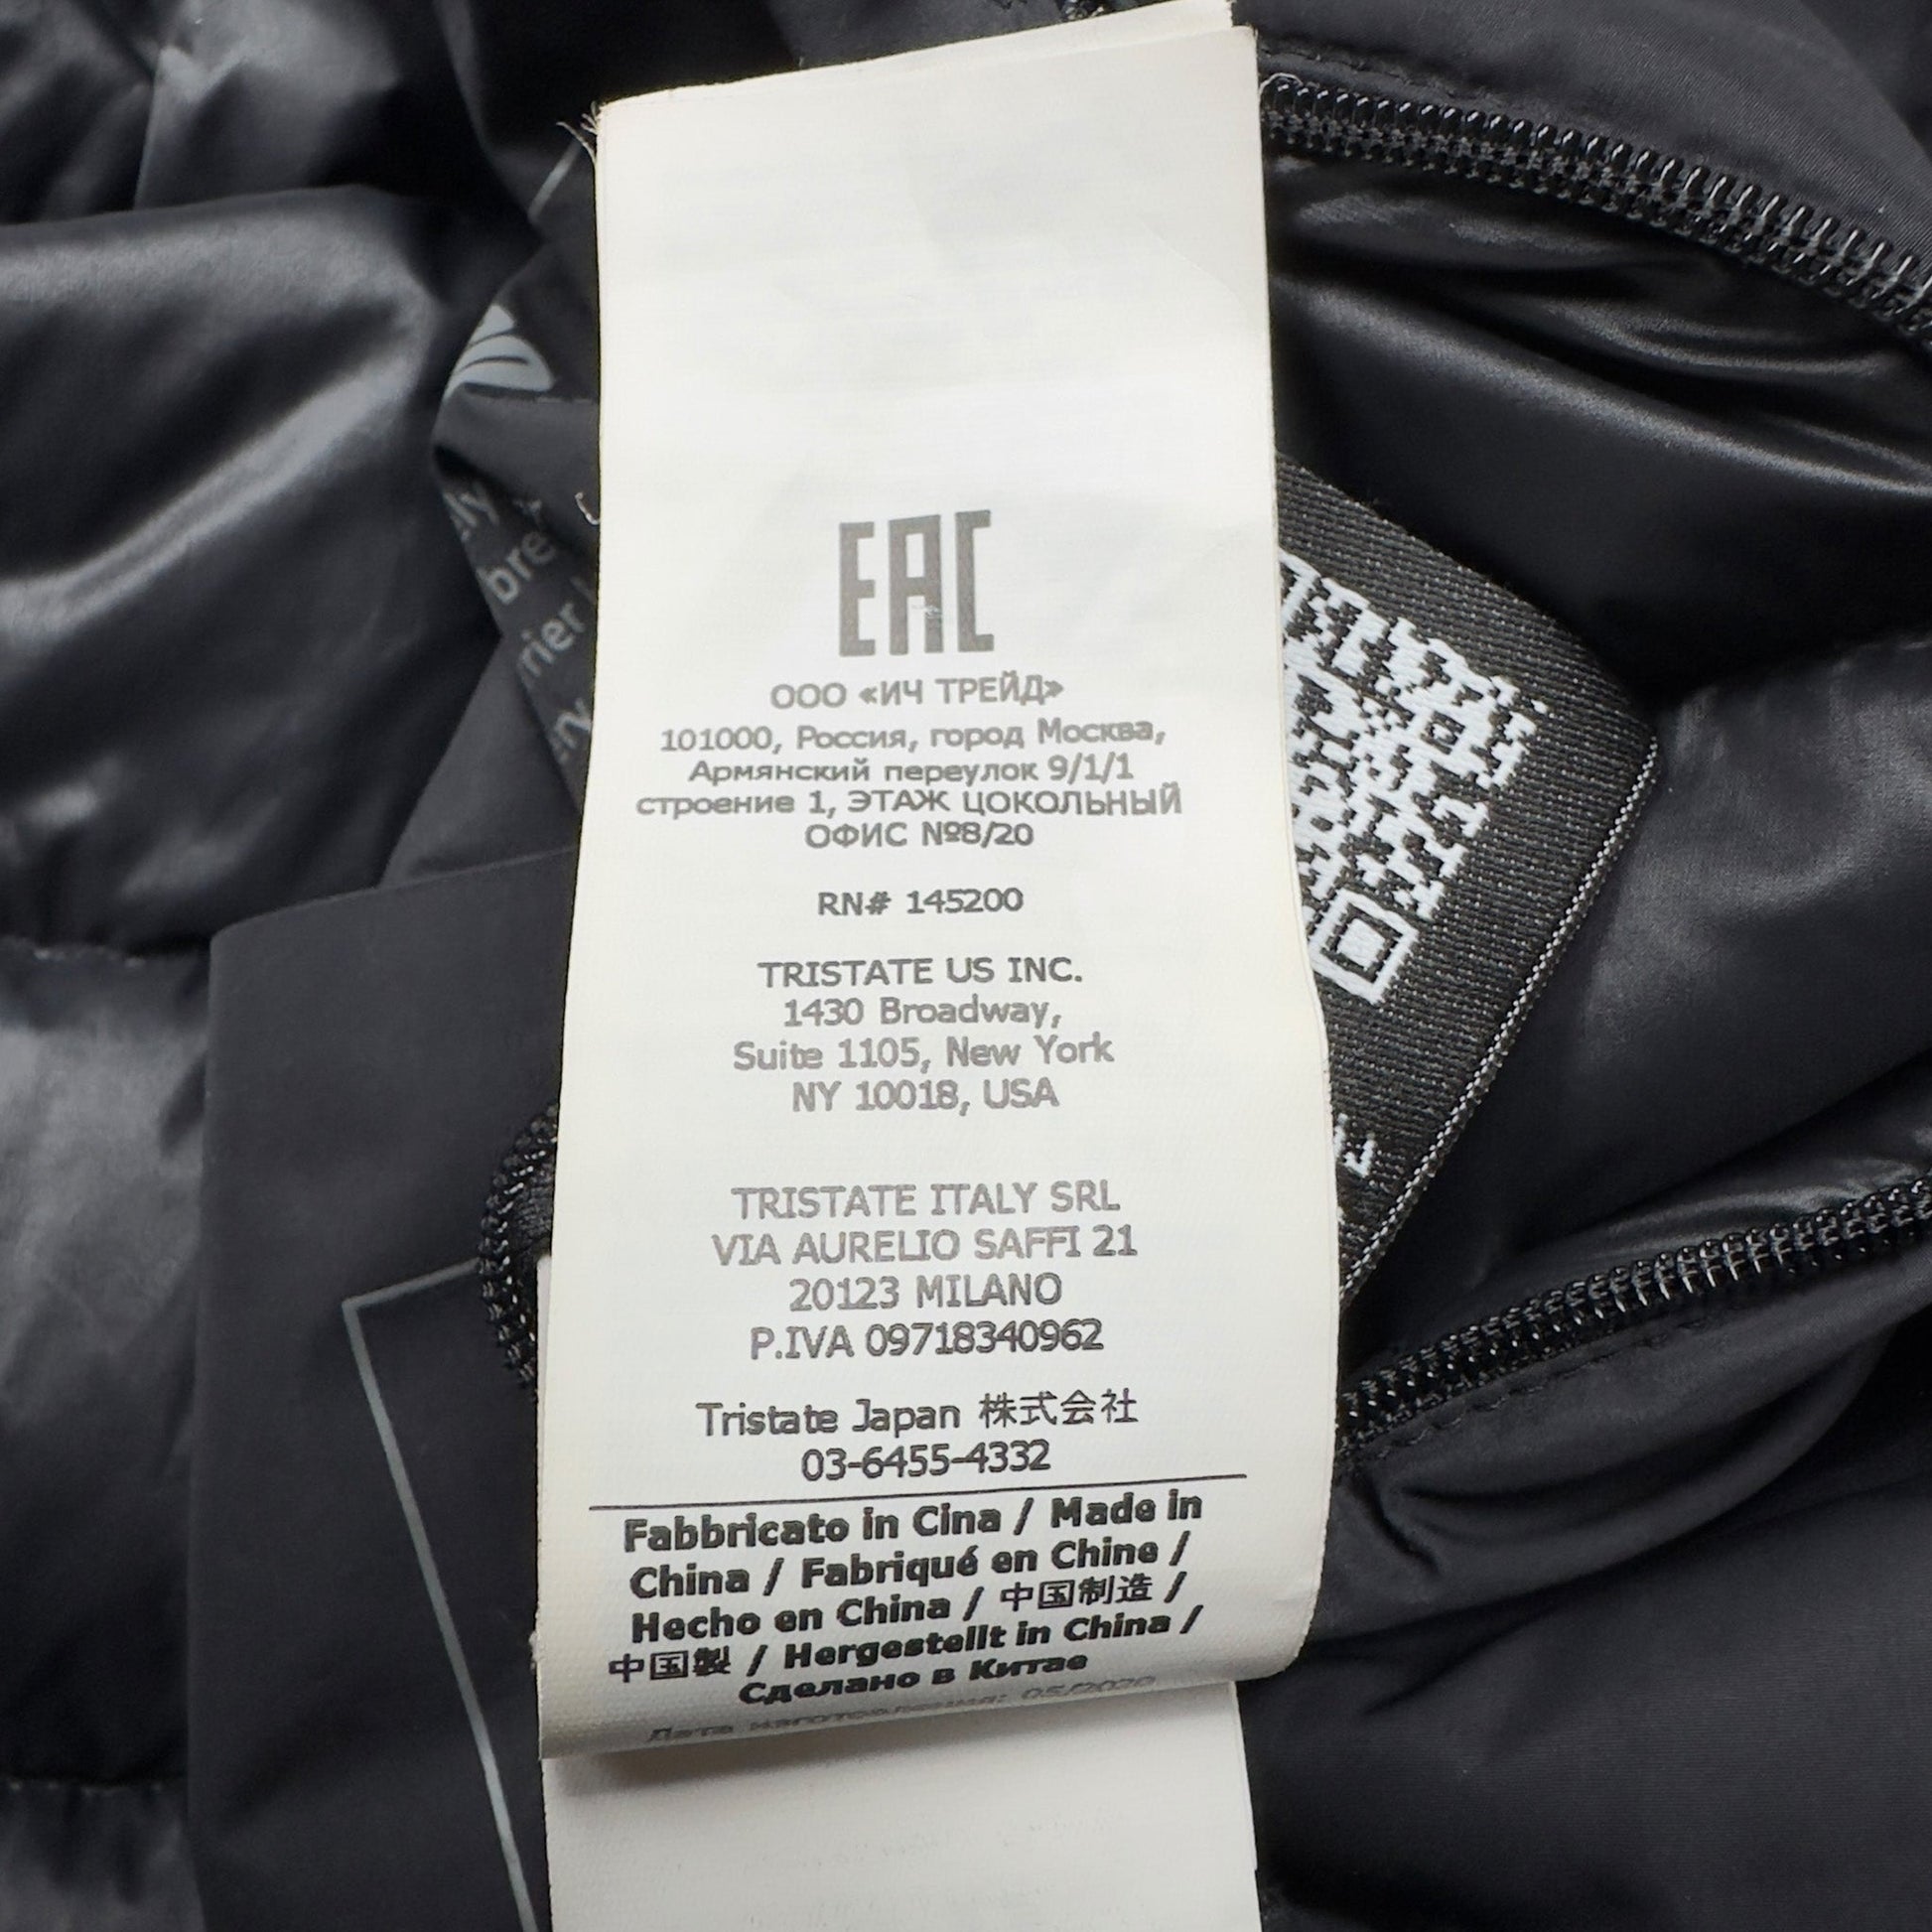 EAC
ООО «ИЧ ТРЕЙД»
101000, Россия, город Москва,
Армянский переулок 9/1/1
строение 1, ЭТАЖ ЦОКОЛЬНЫЙ
ОФИС №8/20
RN# 145200
TRISTATE US INC.
1430 Broadway,
Suite 1105, New York
NY 10018, USA
TRISTATE ITALY SRL
VIA AURELIO SAFFI 21
20123 MILANO
P.IVA 09718340962
Tristate Japan 株式会社
03-6455-4332
Fabbricato in Cina / Made in
China / Fabriqué en Chine /
Hecho en China / 中国制造 /
中国製 / Hergestellt in China /
Сделано в Китае
Дата изготовления: 05/2020